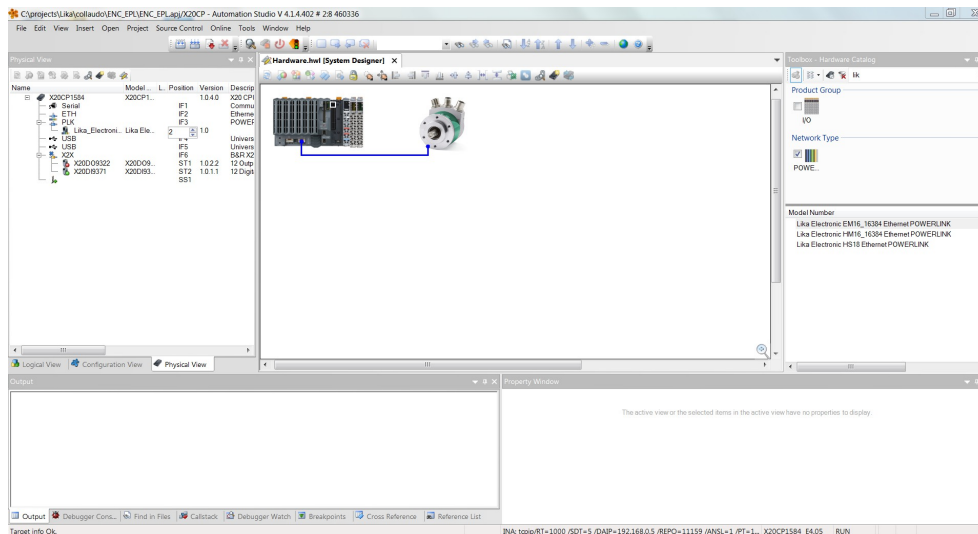 C:\projects\Lika\collaudo\ENC_EPL\ENC_EPL.apj/X20CP - Automation Studio V 4.1.4.402 # 2:8 460336
File Edit View Insert Open Project Source Control Online Tools Window Help
Physical View
Hardware.hwl [System Designer] X
Toolbox - Hardware Catalog
lik
Name Model... L. Position Version Descrip
X20CP1584 X20CP1... 1.0.4.0 X20 CPI
Serial IF1 Commu
ETH IF2 Etherne
PLK IF3 POWEF
Lika_Electroni... Lika Ele... 2 1.0
USB IF4 Univers
USB IF5 Univers
X2X IF6 B&R X2
X20DO9322 X20DO9... ST1 1.0.2.2 12 Outp
X20DI9371 X20DI93... ST2 1.0.1.1 12 Digit
SS1
Product Group
I/O
Network Type
POWE...
Model Number
Lika Electronic EM16_16384 Ethernet POWERLINK
Lika Electronic HM16_16384 Ethernet POWERLINK
Lika Electronic HS18 Ethernet POWERLINK
Logical View Configuration View Physical View
Output
Property Window
The active view or the selected items in the active view have no properties to display.
Output Debugger Cons... Find in Files Callstack Debugger Watch Breakpoints Cross Reference Reference List
Target info Ok.
INA: tcpip/RT=1000 /SDT=5 /DAIP=192.168.0.5 /REPO=11159 /ANSL=1 /PT=1... X20CP1584 E4.05 RUN